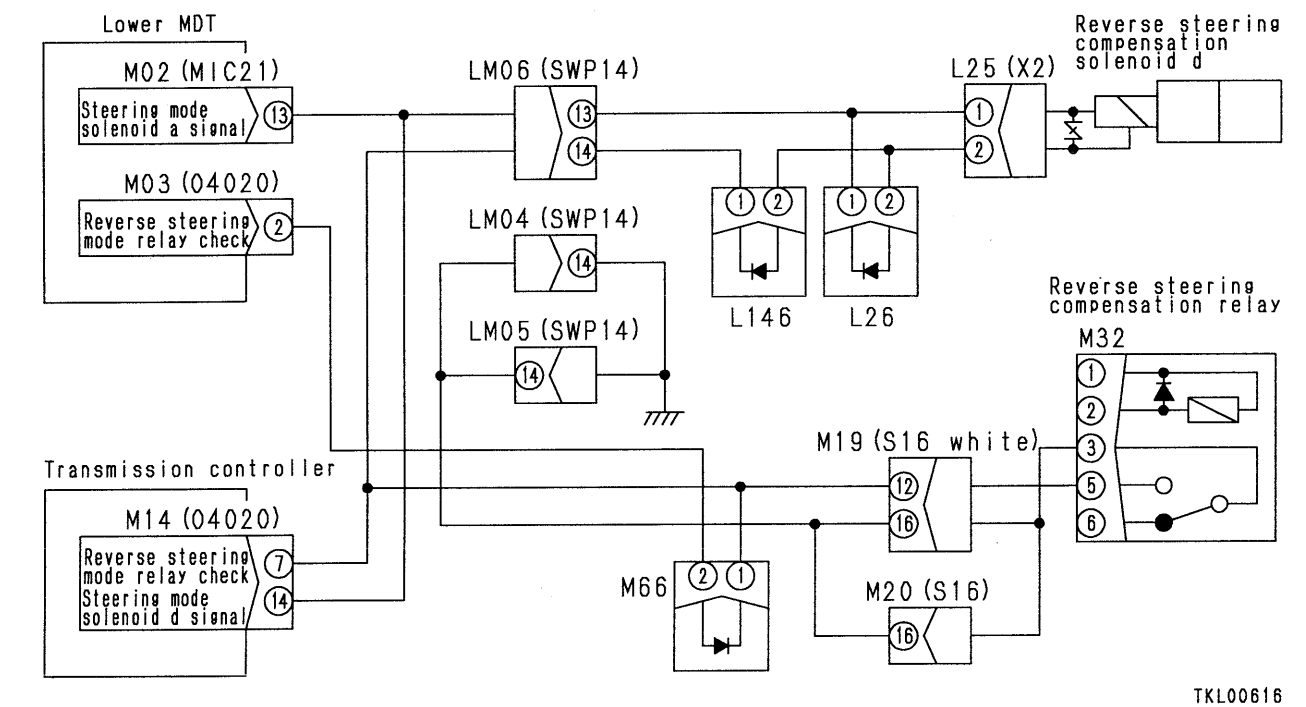 Lower MDT
M02 (MIC21)
Steering mode
solenoid a signal
13
M03 (04020)
Reverse steering
mode relay check
2
LM06 (SWP14)
13
14
LM04 (SWP14)
14
LM05 (SWP14)
14
L25 (X2)
1
2
Reverse steering
compensation
solenoid d
1 2
L146
1 2
L26
Reverse steering
compensation relay
M32
1
2
3
5
6
M19 (S16 white)
12
16
M20 (S16)
16
M66
2 1
Transmission controller
M14 (04020)
Reverse steering
mode relay check
7
Steering mode
solenoid d signal
14
TKL00616